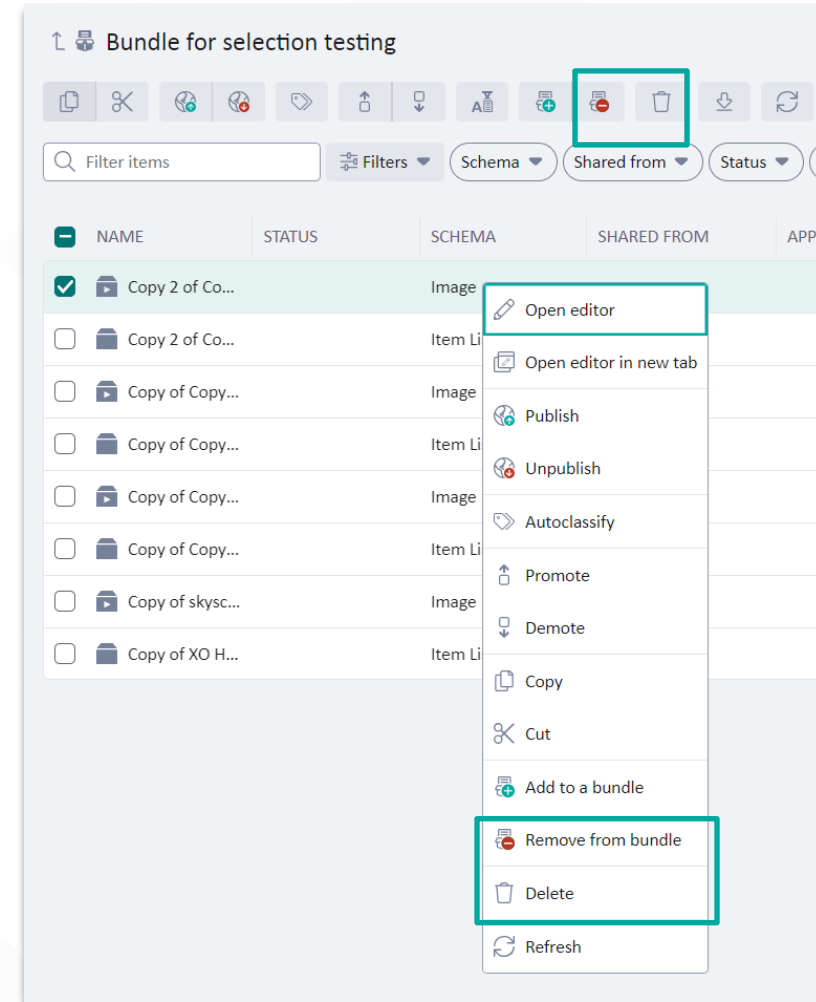 Bundle for selection testing
Filter items Filters Schema Shared from Status
NAME STATUS SCHEMA SHARED FROM APP
Copy 2 of Co... Image
Copy 2 of Co... Item Li
Copy of Copy... Image
Copy of Copy... Item Li
Copy of Copy... Image
Copy of Copy... Item Li
Copy of skysc... Image
Copy of XO H... Item Li
Open editor
Open editor in new tab
Publish
Unpublish
Autoclassify
Promote
Demote
Copy
Cut
Add to a bundle
Remove from bundle
Delete
Refresh